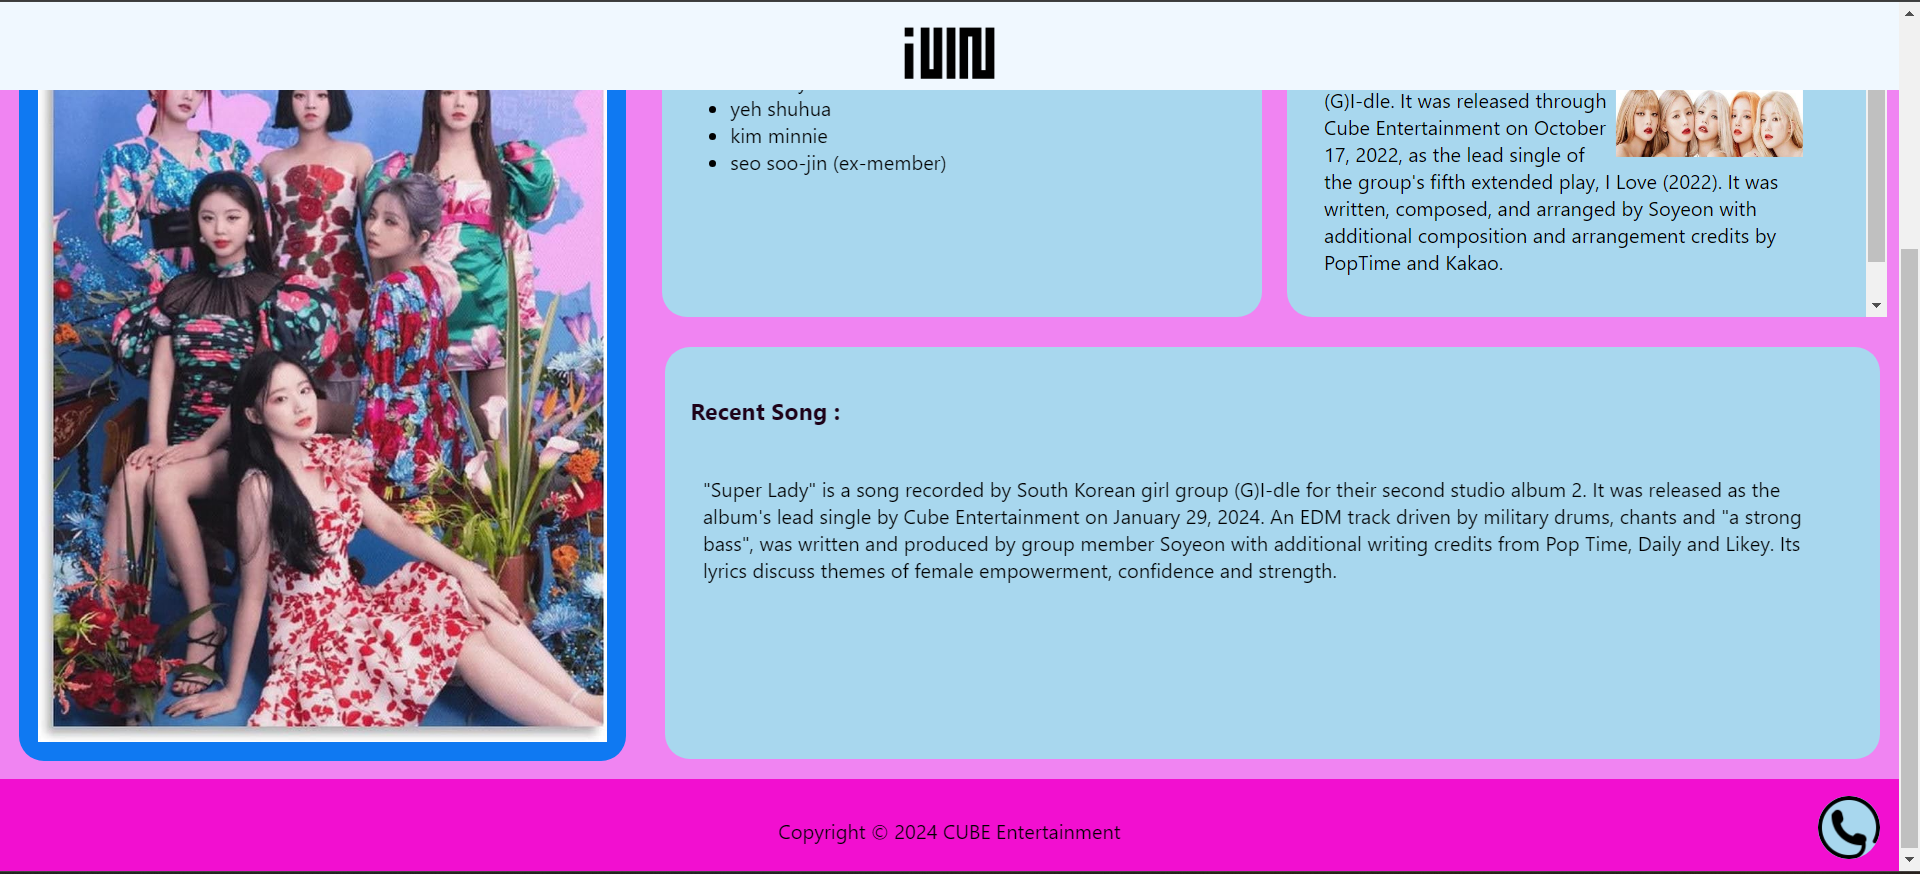 yeh shuhua
kim minnie
seo soo-jin (ex-member)
(G)I-dle. It was released through
Cube Entertainment on October
17, 2022, as the lead single of
the group's fifth extended play, I Love (2022). It was
written, composed, and arranged by Soyeon with
additional composition and arrangement credits by
PopTime and Kakao.
Recent Song :
"Super Lady" is a song recorded by South Korean girl group (G)I-dle for their second studio album 2. It was released as the
album's lead single by Cube Entertainment on January 29, 2024. An EDM track driven by military drums, chants and "a strong
bass", was written and produced by group member Soyeon with additional writing credits from Pop Time, Daily and Likey. Its
lyrics discuss themes of female empowerment, confidence and strength.
Copyright © 2024 CUBE Entertainment